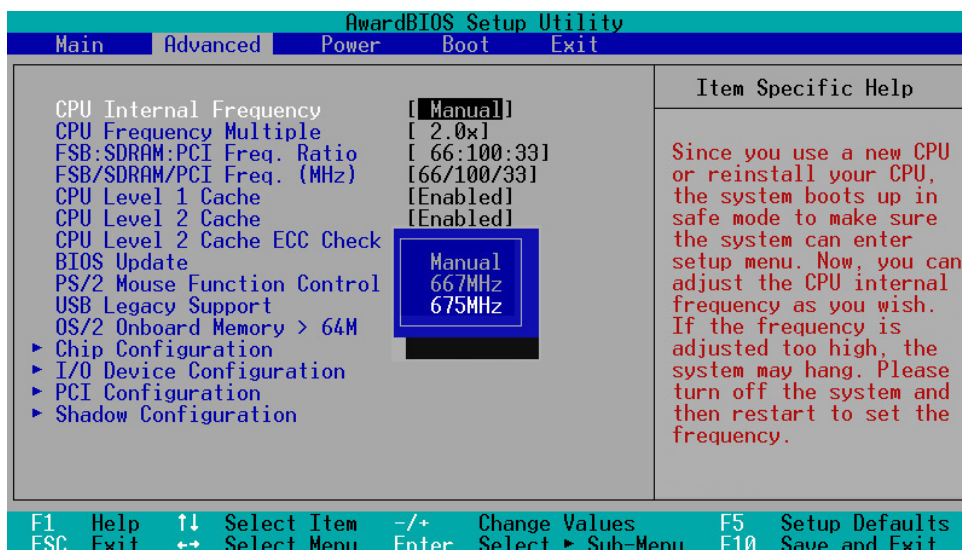 AwardBIOS Setup Utility
Main Advanced Power Boot Exit
CPU Internal Frequency [ Manual]
CPU Frequency Multiple [ 2.0x]
FSB:SDRAM:PCI Freq. Ratio [ 66:100:33]
FSB/SDRAM/PCI Freq. (MHz) [66/100/33]
CPU Level 1 Cache [Enabled]
CPU Level 2 Cache [Enabled]
CPU Level 2 Cache ECC Check
BIOS Update
PS/2 Mouse Function Control
USB Legacy Support
OS/2 Onboard Memory > 64M
► Chip Configuration
► I/O Device Configuration
► PCI Configuration
► Shadow Configuration
Manual
667MHz
675MHz
Item Specific Help
Since you use a new CPU
or reinstall your CPU,
the system boots up in
safe mode to make sure
the system can enter
setup menu. Now, you can
adjust the CPU internal
frequency as you wish.
If the frequency is
adjusted too high, the
system may hang. Please
turn off the system and
then restart to set the
frequency.
F1 Help ↑↓ Select Item -/+ Change Values F5 Setup Defaults
ESC Exit ←→ Select Menu Enter Select ► Sub-Menu F10 Save and Exit